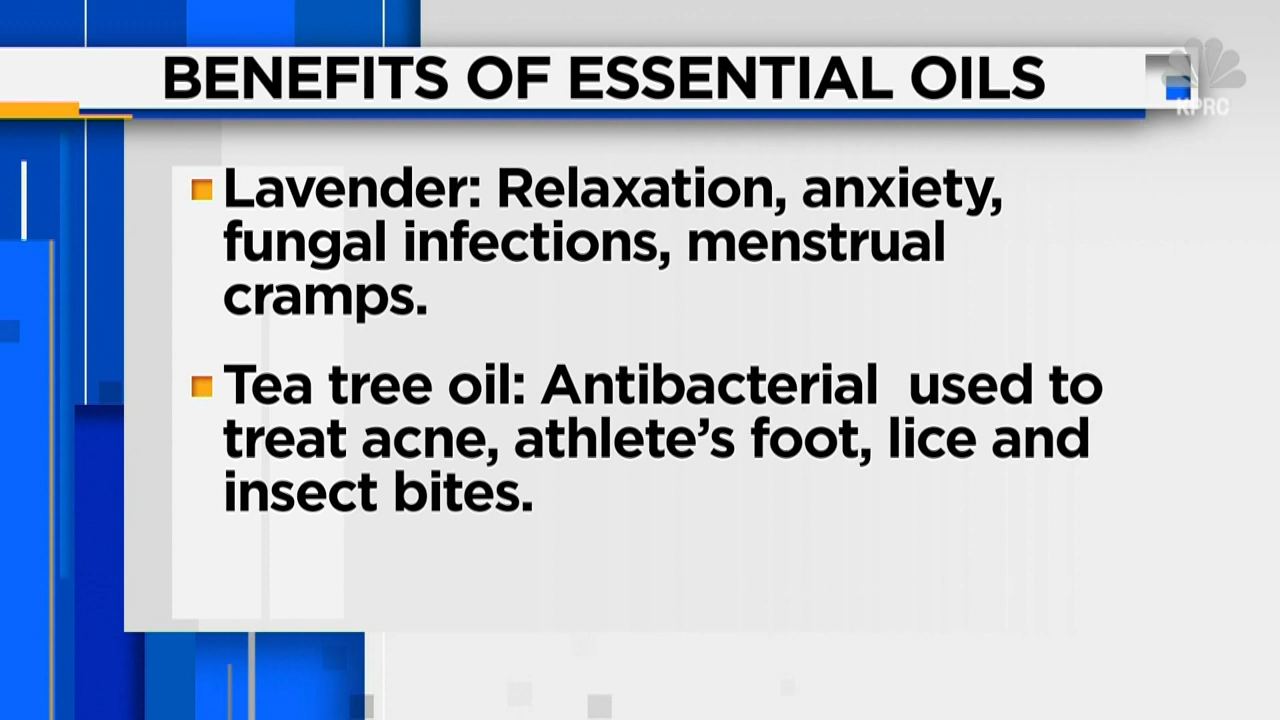 BENEFITS OF ESSENTIAL OILS
KPRC
Lavender: Relaxation, anxiety,
fungal infections, menstrual
cramps.
Tea tree oil: Antibacterial  used to
treat acne, athlete’s foot, lice and
insect bites.